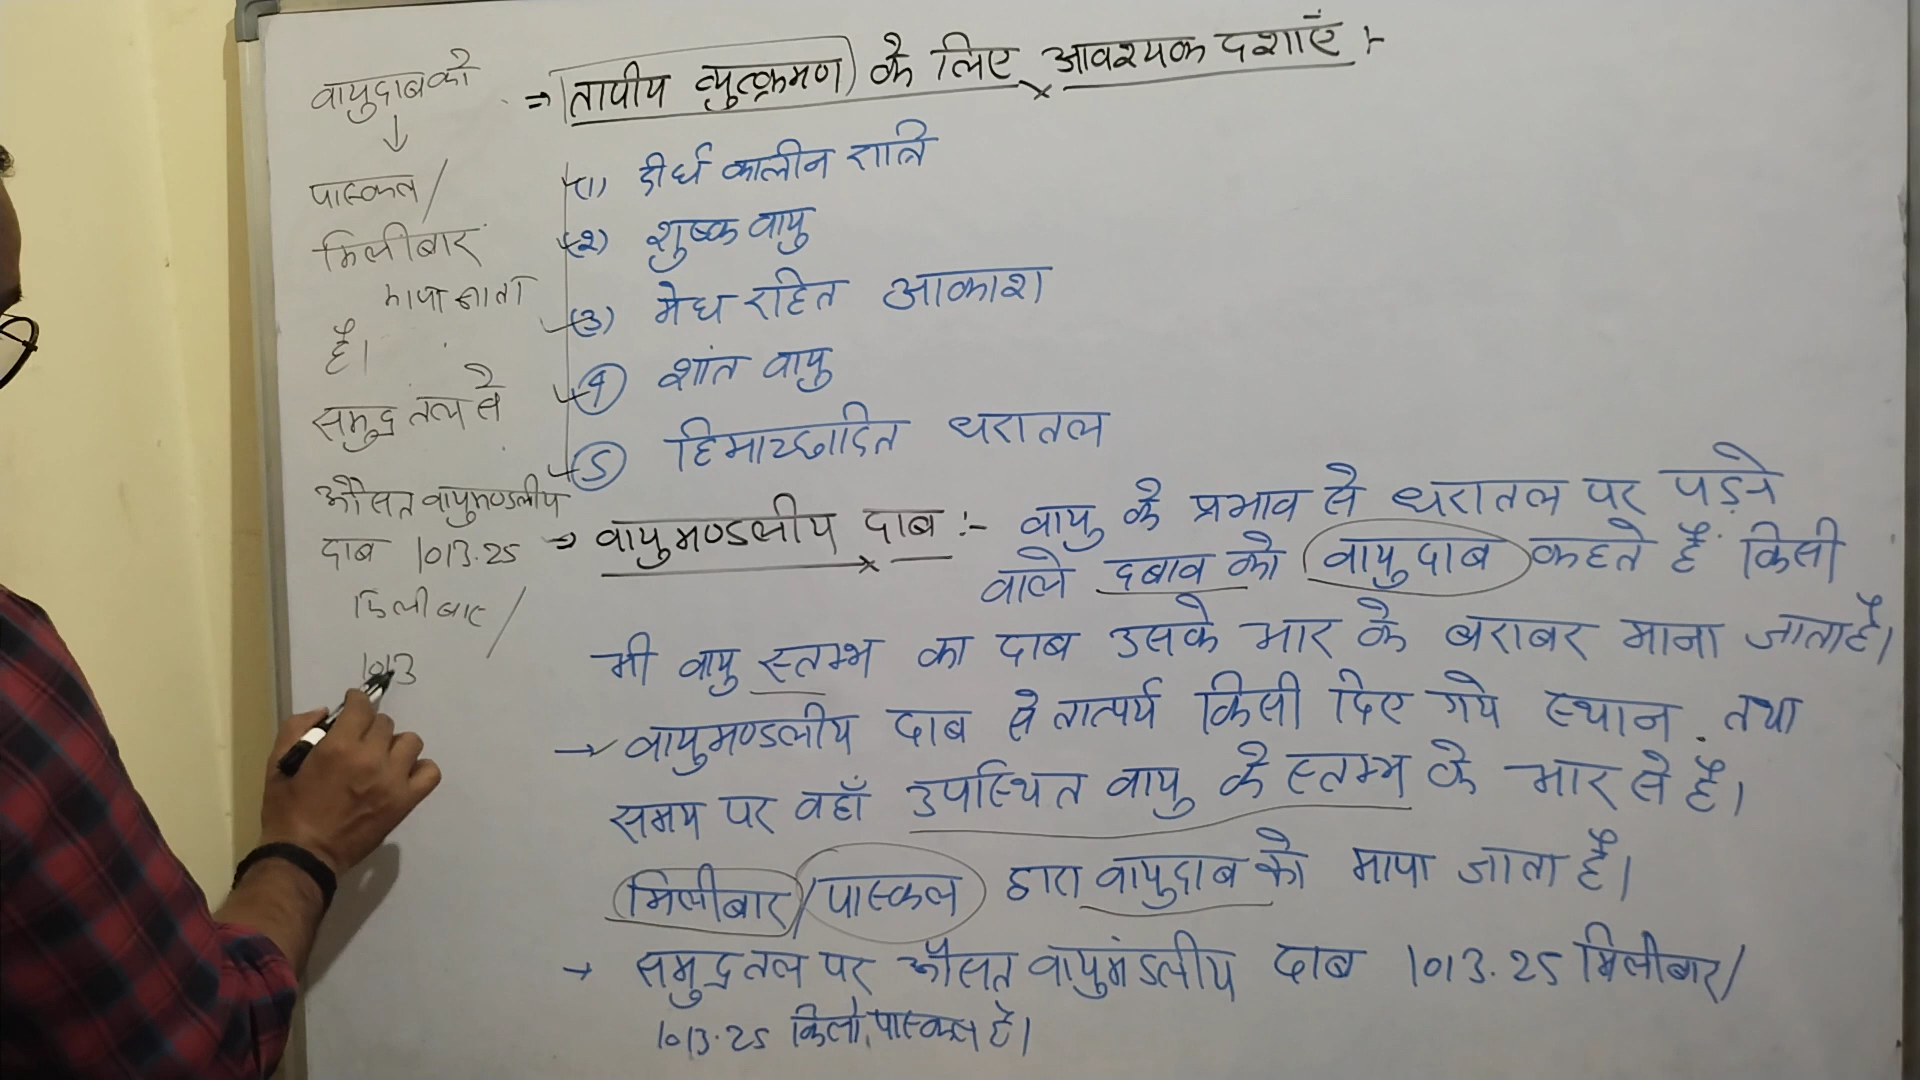 वायुदाब को
↓
पास्कल/
मिलीबार
मापा जाता
है।
समुद्र तल से
औसत वायुमण्डलीय
दाब 1013.25
मिलीबार/
1013
⇒ तापीय व्युत्क्रमण के लिए आवश्यक दशाएँ :-
(1) दीर्घ कालीन रात्रि
(2) शुष्क वायु
(3) मेघ रहित आकाश
(4) शांत वायु
(5) हिमाच्छादित धरातल
⇒ वायुमण्डलीय दाब :- वायु के प्रभाव से धरातल पर पड़ने
वाले दबाव को वायुदाब कहते हैं किसी
भी वायु स्तम्भ का दाब उसके भार के बराबर माना जाता है।
→ वायुमण्डलीय दाब से तात्पर्य किसी दिए गये स्थान तथा
समय पर वहाँ उपस्थित वायु के स्तम्भ के भार से है।
मिलीबार/पास्कल द्वारा वायुदाब को मापा जाता है।
→ समुद्रतल पर औसत वायुमंडलीय दाब 1013.25 मिलीबार/
1013.25 किलो पास्कल है।